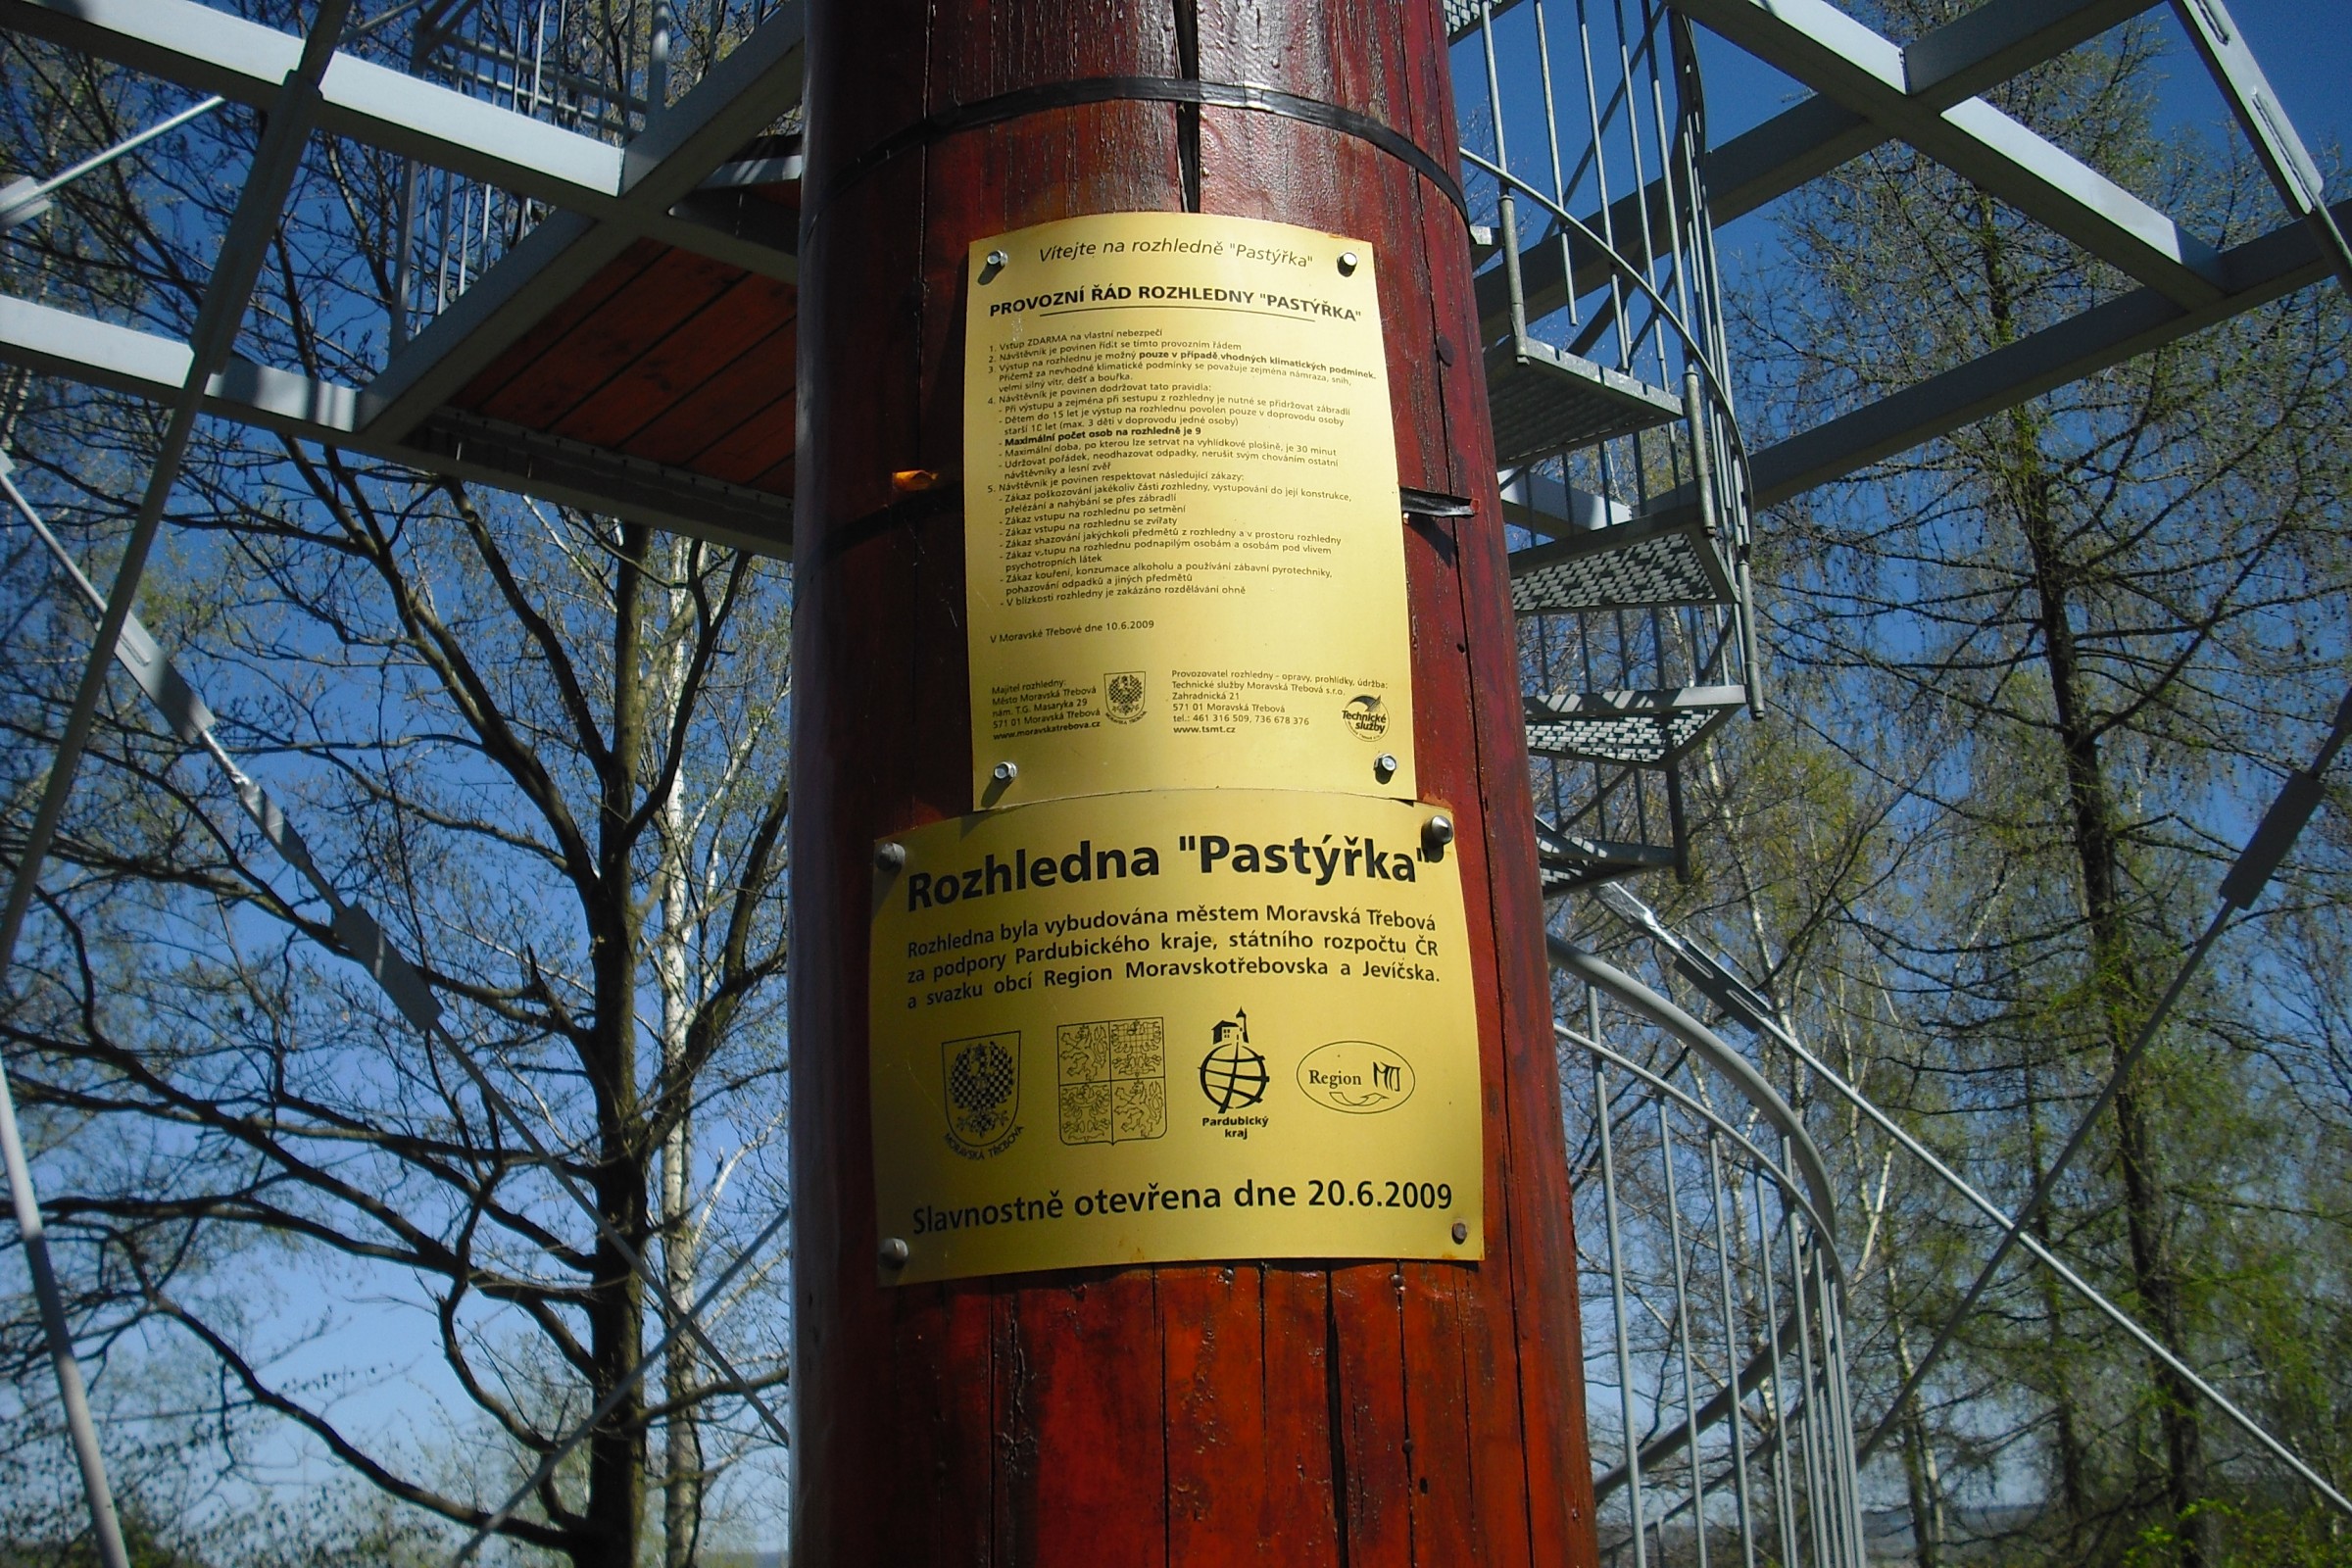 Vítejte na rozhledně "Pastýřka"
PROVOZNÍ ŘÁD ROZHLEDNY "PASTÝŘKA"
1. Vstup ZDARMA na vlastní nebezpečí
2. Návštěvník je povinen řídit se tímto provozním řádem
3. Výstup na rozhlednu je možný pouze v případě vhodných klimatických podmínek.
Přičemž za nevhodné klimatické podmínky se považuje zejména námraza, sníh,
velmi silný vítr, déšť a bouřka.
4. Návštěvník je povinen dodržovat tato pravidla:
- Při výstupu a zejména při sestupu z rozhledny je nutné se přidržovat zábradlí
- Dětem do 15 let je výstup na rozhlednu povolen pouze v doprovodu osoby
starší let (max. 3 děti v doprovodu jedné osoby)
- Maximální počet osob na rozhledně je 9
- Maximální doba, po kterou lze setrvat na vyhlídkové plošině, je 30 minut
- Udržovat pořádek, neodhazovat odpadky, nerušit svým chováním ostatní
návštěvníky a lesní zvěř
5. Návštěvník je povinen respektovat následující zákazy:
- Zákaz poškozování jakékoliv části rozhledny, vystupování do její konstrukce,
přelézání a nahýbání se přes zábradlí
- Zákaz vstupu na rozhlednu po setmění
- Zákaz vstupu na rozhlednu se zvířaty
- Zákaz shazování jakýchkoli předmětů z rozhledny a v prostoru rozhledny
- Zákaz vstupu na rozhlednu podnapilým osobám a osobám pod vlivem
psychotropních látek
- Zákaz kouření, konzumace alkoholu a používání zábavní pyrotechniky,
pohazování odpadků a jiných předmětů
- V blízkosti rozhledny je zakázáno rozdělávání ohně
V Moravské Třebové dne 10.6.2009
Majitel rozhledny:
Město Moravská Třebová
nám. T.G. Masaryka 29
571 01 Moravská Třebová
www.moravskatrebova.cz
MORAVSKÁ TŘEBOVÁ
Provozovatel rozhledny - opravy, prohlídky, údržba:
Technické služby Moravská Třebová s.r.o.
Zahradnická 21
571 01 Moravská Třebová
tel.: 461 316 509, 736 678 376
www.tsmt.cz
Technické
služby
Rozhledna "Pastýřka"
Rozhledna byla vybudována městem Moravská Třebová
za podpory Pardubického kraje, státního rozpočtu ČR
a svazku obcí Region Moravskotřebovska a Jevíčska.
MORAVSKÁ TŘEBOVÁ
Pardubický
kraj
Region MTJ
Slavnostně otevřena dne 20.6.2009